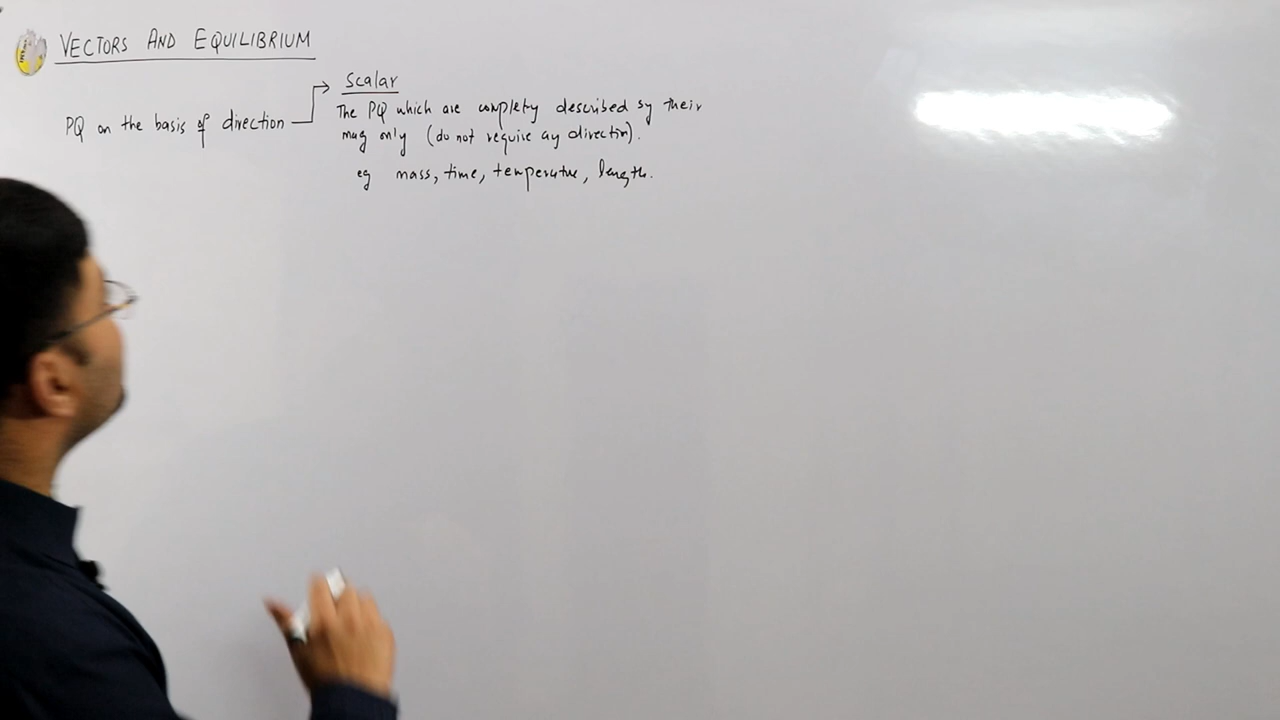 VECTORS AND EQUILIBRIUM
PQ on the basis of direction
Scalar
The PQ which are completly described by their
mag only (do not require any direction).
eg mass, time, temperature, length.